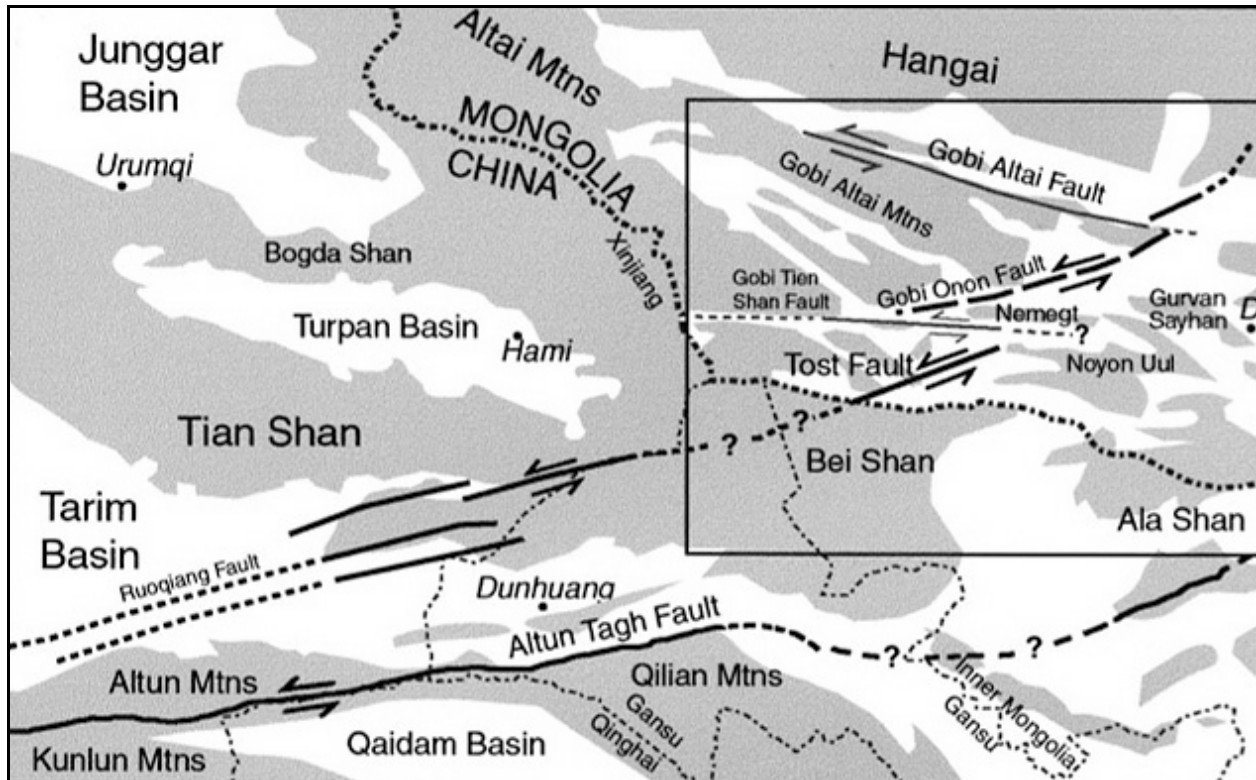 Junggar
Basin
Altai Mtns
Hangai
MONGOLIA
CHINA
Urumqi
Gobi Altai Fault
Gobi Altai Mtns
Bogda Shan
Xinjiang
Gobi Tien
Shan Fault
Gobi Onon Fault
Nemegt
Gurvan
Sayhan
D
Turpan Basin
Hami
?
Tost Fault
Noyon Uul
Tian Shan
?
?
Bei Shan
Tarim
Basin
Ala Shan
Ruoqiang Fault
Dunhuang
Altun Tagh Fault
?
?
Altun Mtns
Qilian Mtns
Inner Mongolia
Gansu
Gansu
Qinghai
Qaidam Basin
Kunlun Mtns